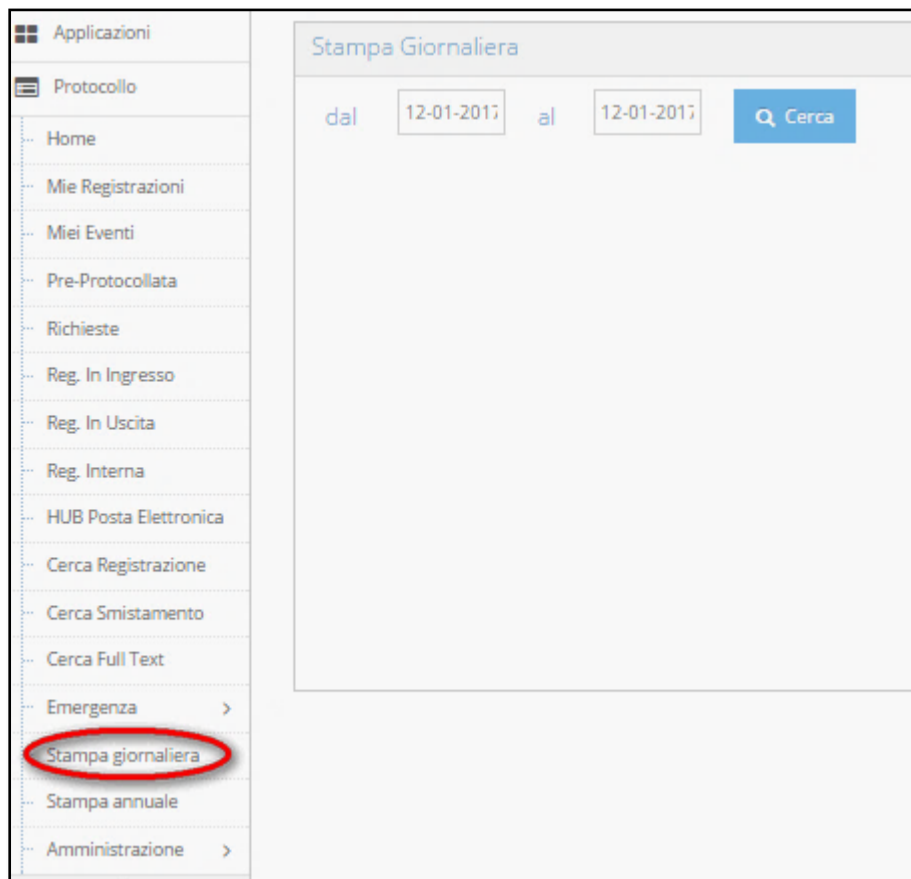 Applicazioni
Protocollo
Home
Mie Registrazioni
Miei Eventi
Pre-Protocollata
Richieste
Reg. In Ingresso
Reg. In Uscita
Reg. Interna
HUB Posta Elettronica
Cerca Registrazione
Cerca Smistamento
Cerca Full Text
Emergenza
Stampa giornaliera
Stampa annuale
Amministrazione
Stampa Giornaliera
dal 12-01-2017 al 12-01-2017 Cerca